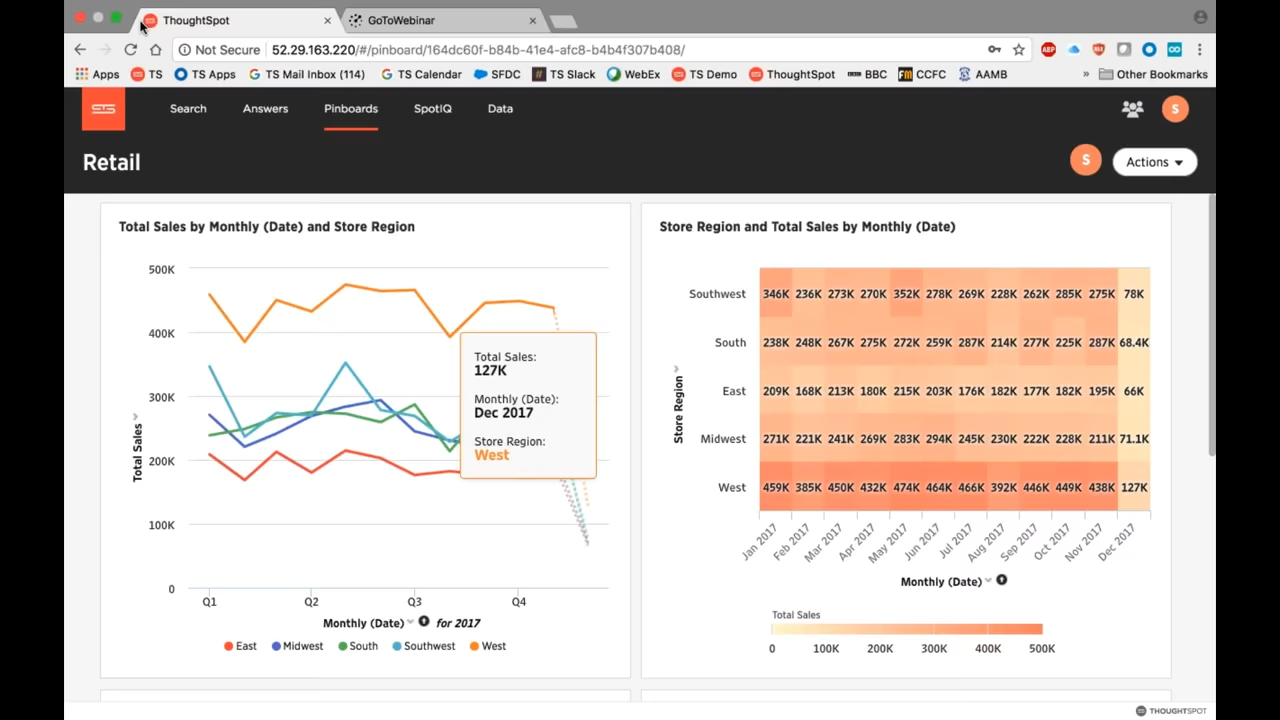 ThoughtSpot
GoToWebinar
Not Secure 52.29.163.220/#/pinboard/164dc60f-b84b-41e4-afc8-b4b4f307b408/
ABP
Apps TS TS Apps TS Mail Inbox (114) TS Calendar SFDC TS Slack WebEx TS Demo ThoughtSpot BBC CCFC AAMB » Other Bookmarks
Search Answers Pinboards SpotIQ Data S
Retail
S Actions
Total Sales by Monthly (Date) and Store Region
500K
400K
300K
200K
100K
0
Total Sales
Total Sales:
127K
Monthly (Date):
Dec 2017
Store Region:
West
Q1 Q2 Q3 Q4
Monthly (Date) for 2017
East Midwest South Southwest West
Store Region and Total Sales by Monthly (Date)
Store Region
Southwest 346K 236K 273K 270K 352K 278K 269K 228K 262K 285K 275K 78K
South 238K 248K 267K 275K 272K 259K 287K 214K 277K 225K 287K 68.4K
East 209K 168K 213K 180K 215K 203K 176K 182K 177K 182K 195K 66K
Midwest 271K 221K 241K 269K 283K 294K 245K 230K 222K 228K 211K 71.1K
West 459K 385K 450K 432K 474K 464K 466K 392K 446K 449K 438K 127K
Jan 2017 Feb 2017 Mar 2017 Apr 2017 May 2017 Jun 2017 Jul 2017 Aug 2017 Sep 2017 Oct 2017 Nov 2017 Dec 2017
Monthly (Date)
Total Sales
0 100K 200K 300K 400K 500K
THOUGHTSPOT